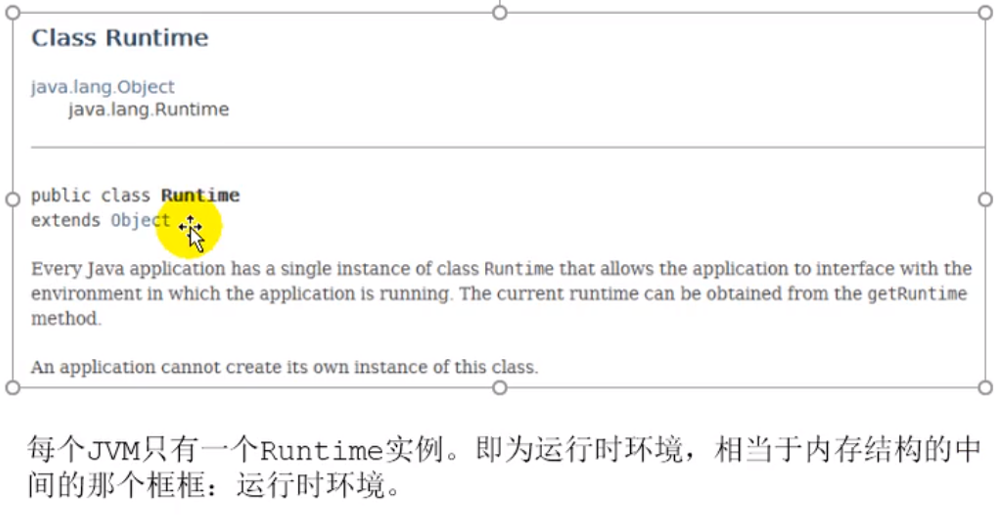 Class Runtime
java.lang.Object
java.lang.Runtime
public class Runtime
extends Object
Every Java application has a single instance of class Runtime that allows the application to interface with the
environment in which the application is running. The current runtime can be obtained from the getRuntime
method.
An application cannot create its own instance of this class.
每个JVM只有一个Runtime实例。即为运行时环境，相当于内存结构的中
间的那个框框：运行时环境。